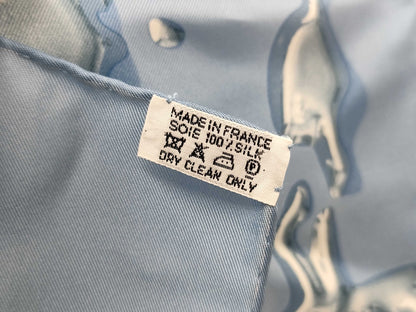 MADE IN FRANCE
SOIE 100% SILK
P
DRY CLEAN ONLY